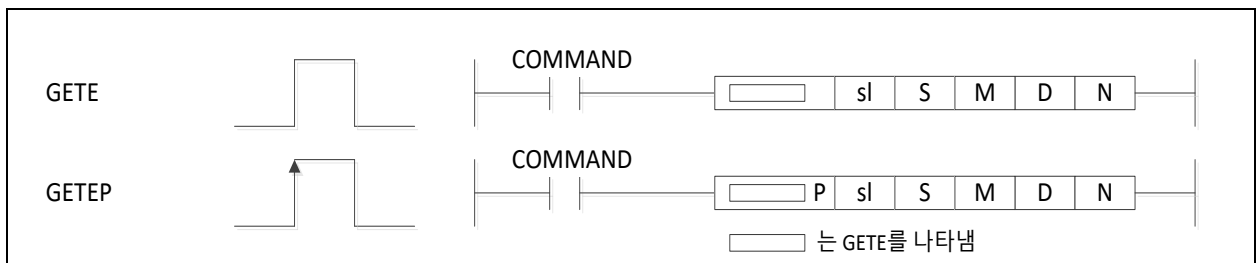 COMMAND
GETE sl S M D N
COMMAND
GETEP P sl S M D N
는 GETE를 나타냄